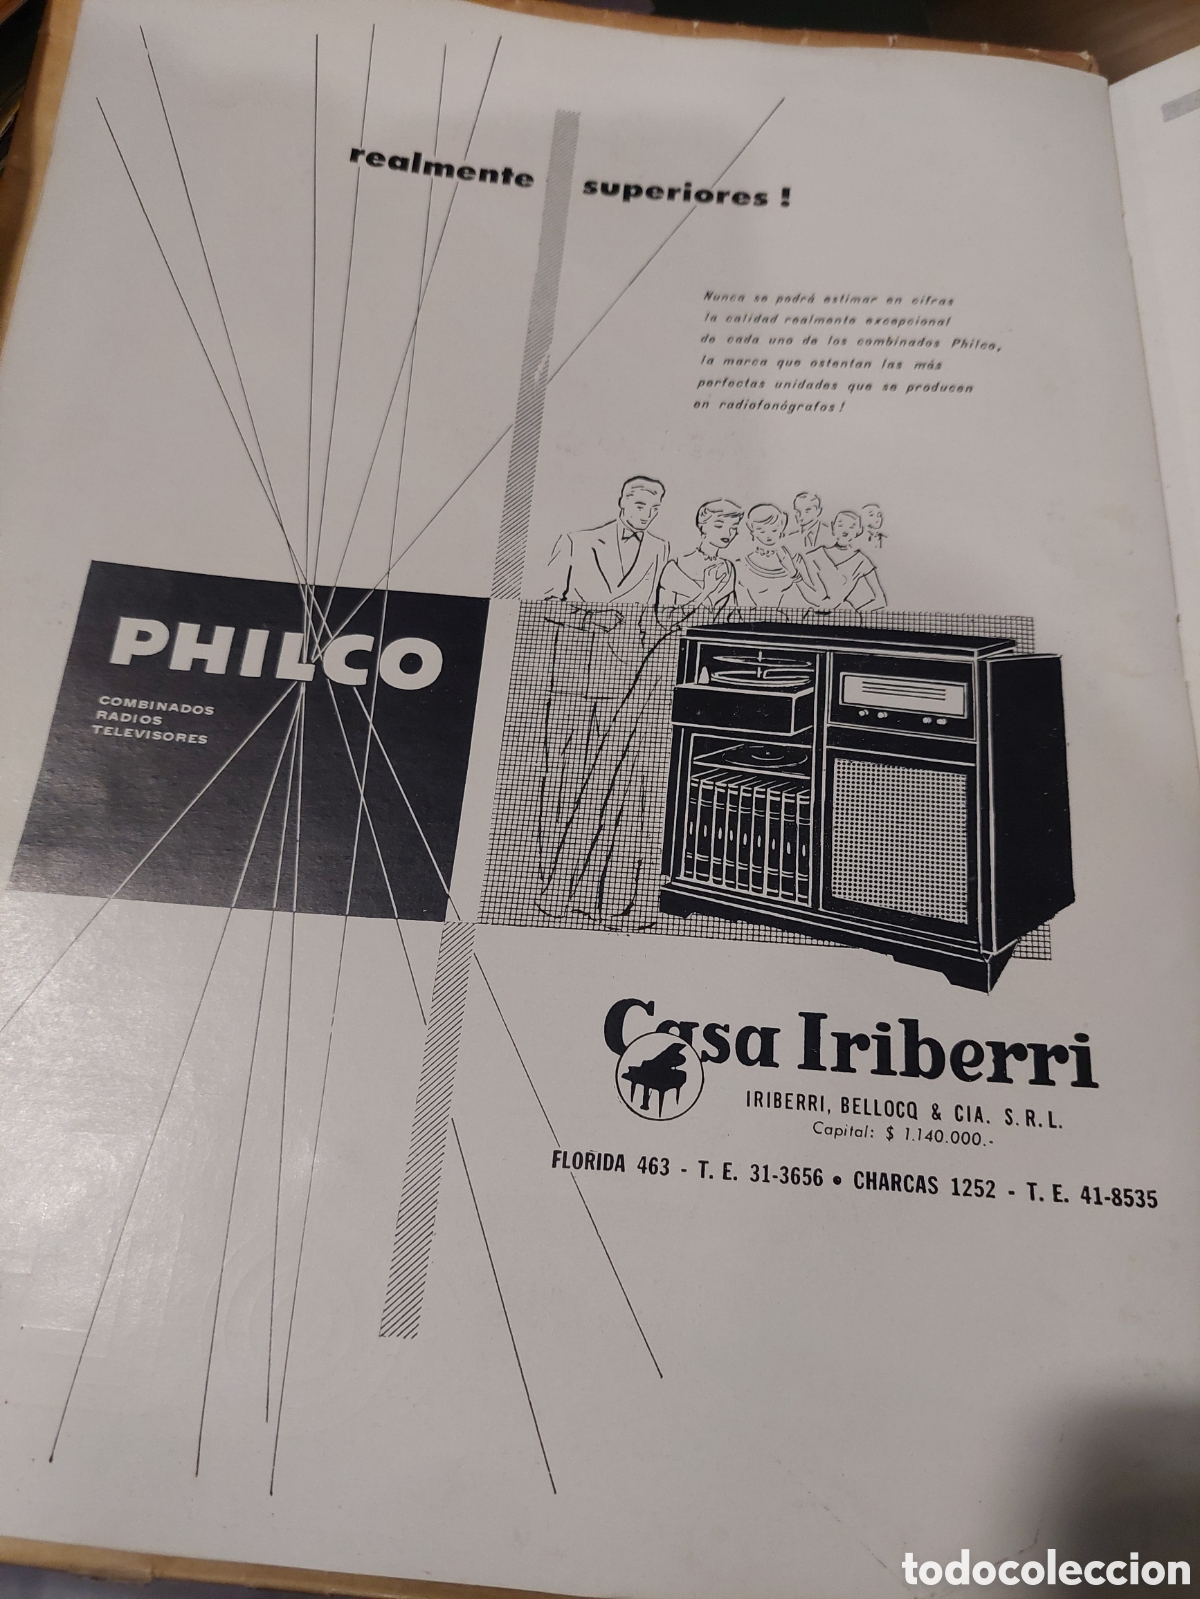 realmente superiores !
Nunca se podrá estimar en cifras
la calidad realmente excepcional
de cada uno de los combinados Philco,
la marca que ostentan las más
perfectas unidades que se producen
en radiofonógrafos!
PHILCO
COMBINADOS
RADIOS
TELEVISORES
Casa Iriberri
IRIBERRI, BELLOCQ & CIA. S. R. L.
Capital: $ 1.140.000.-
FLORIDA 463 - T. E. 31-3656 • CHARCAS 1252 - T. E. 41-8535
todocoleccion